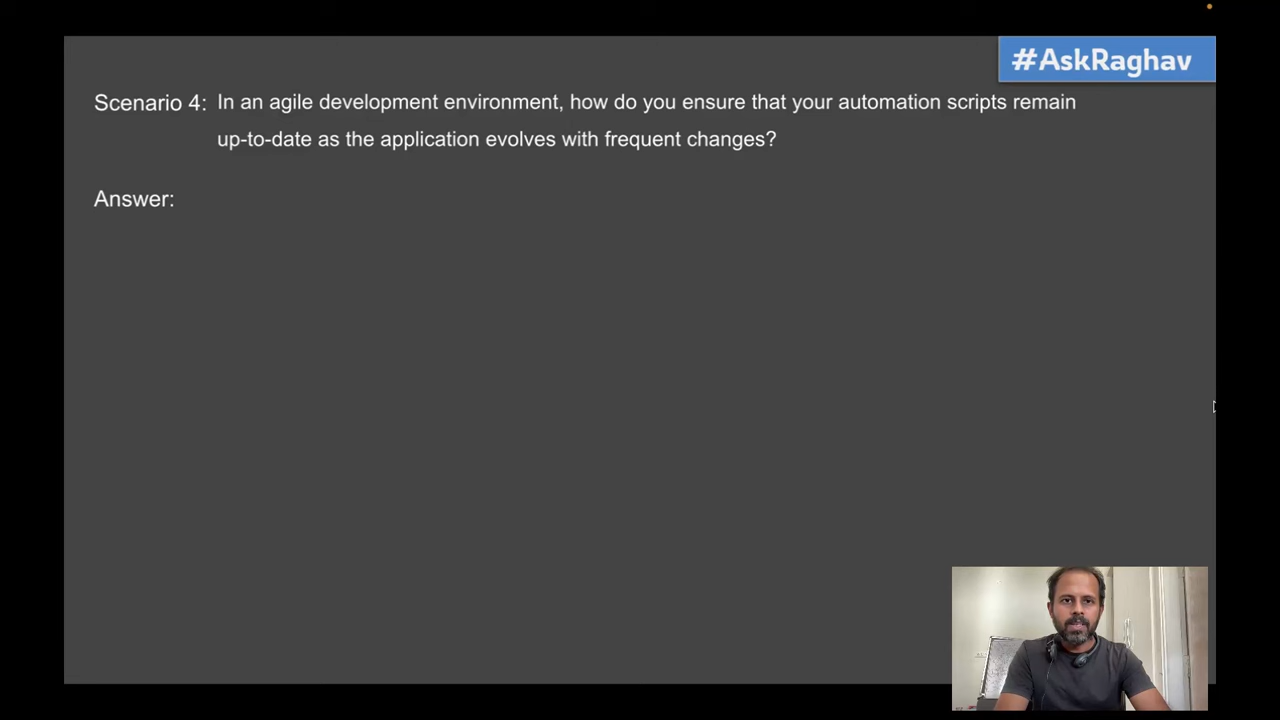 #AskRaghav
Scenario 4: In an agile development environment, how do you ensure that your automation scripts remain
up-to-date as the application evolves with frequent changes?
Answer: